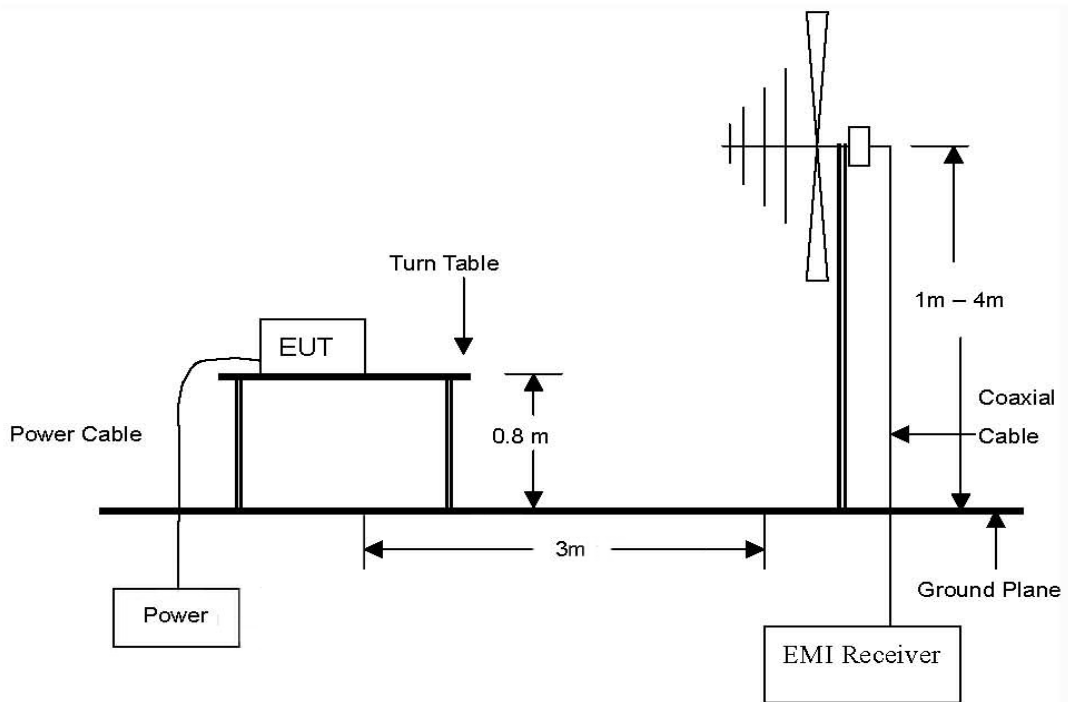 Turn Table
EUT
1m – 4m
Power Cable
0.8 m
Coaxial
Cable
3m
Ground Plane
Power
EMI Receiver